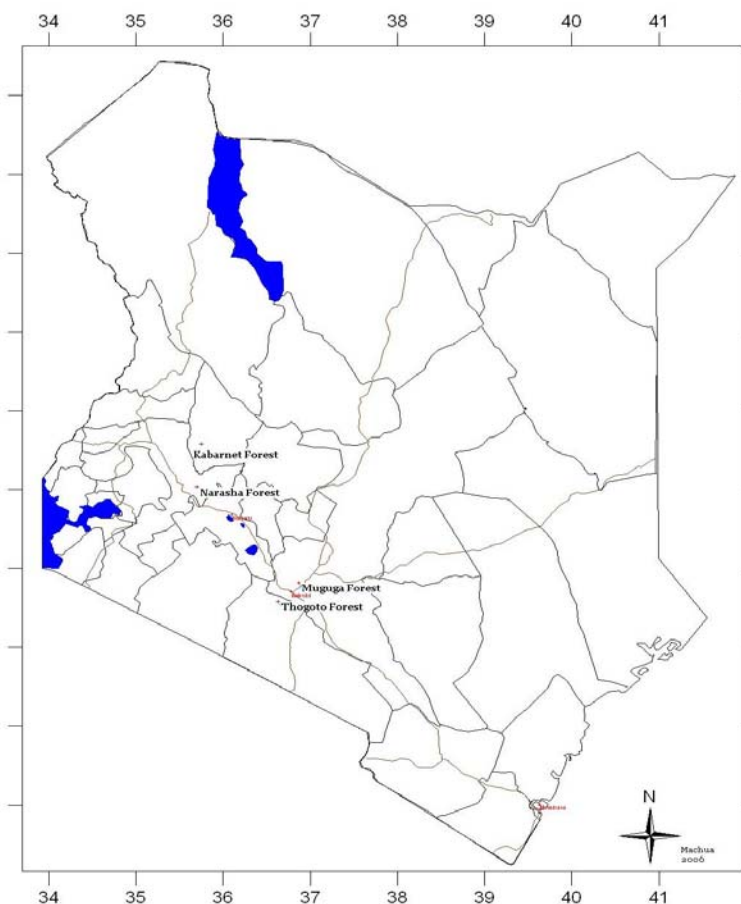 34 35 36 37 38 39 40 41
Kabarnet Forest
Narasha Forest
Muguga Forest
Thogoto Forest
Mombasa
N
Machua
2006
34 35 36 37 38 39 40 41